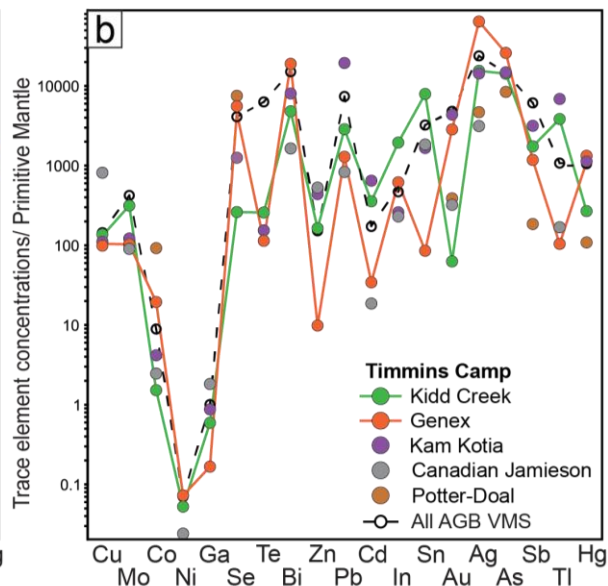 b
Trace element concentrations/ Primitive Mantle
10000
1000
100
10
1
0.1
Timmins Camp
Kidd Creek
Genex
Kam Kotia
Canadian Jamieson
Potter-Doal
All AGB VMS
Cu Co Ga Te Zn Cd Sn Ag Sb Hg
Mo Ni Se Bi Pb In Au As Tl
g